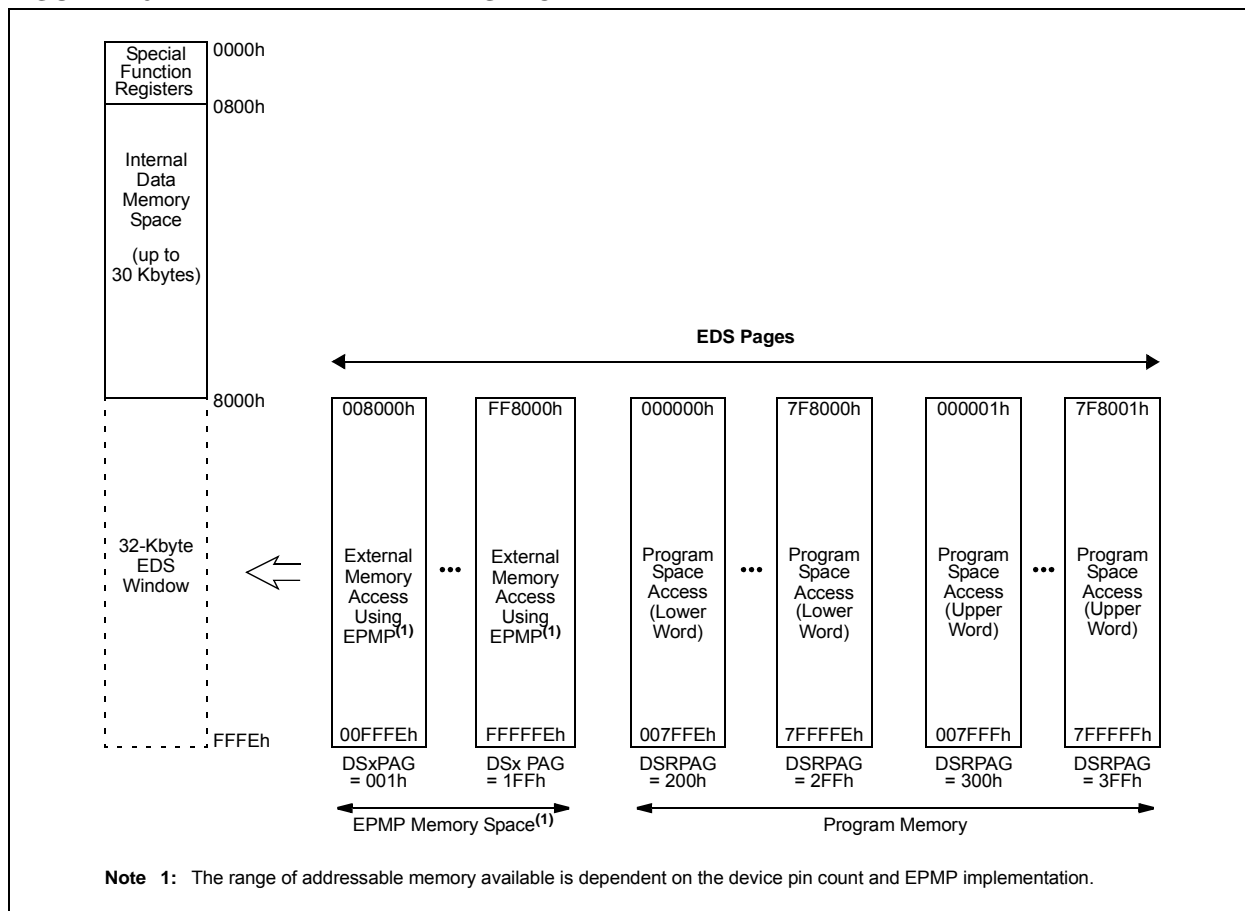 Special
Function
Registers
0000h
0800h
Internal
Data
Memory
Space
(up to
30 Kbytes)
EDS Pages
8000h
008000h
FF8000h
000000h
7F8000h
000001h
7F8001h
32-Kbyte
EDS
Window
External
Memory
Access
Using
EPMP(1)
•••
External
Memory
Access
Using
EPMP(1)
Program
Space
Access
(Lower
Word)
•••
Program
Space
Access
(Lower
Word)
Program
Space
Access
(Upper
Word)
•••
Program
Space
Access
(Upper
Word)
FFFEh
00FFFEh
FFFFFEh
007FFEh
7FFFFEh
007FFFh
7FFFFFh
DSxPAG
= 001h
DSx PAG
= 1FFh
DSRPAG
= 200h
DSRPAG
= 2FFh
DSRPAG
= 300h
DSRPAG
= 3FFh
EPMP Memory Space(1)
Program Memory
Note 1: The range of addressable memory available is dependent on the device pin count and EPMP implementation.